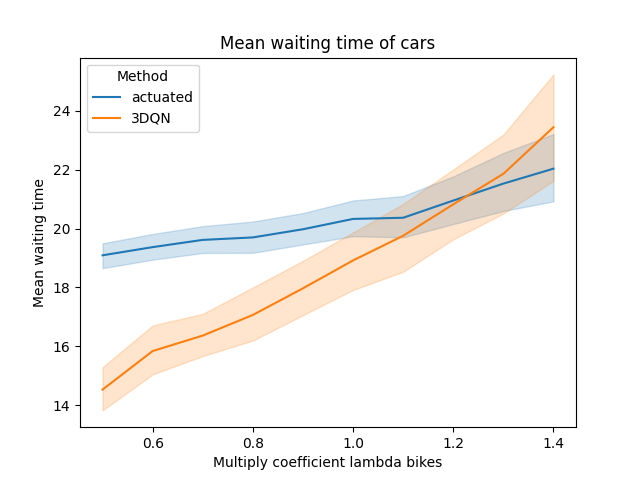 Mean waiting time of cars
Method
actuated
3DQN
24
22
20
18
16
14
Mean waiting time
0.6
0.8
1.0
1.2
1.4
Multiply coefficient lambda bikes